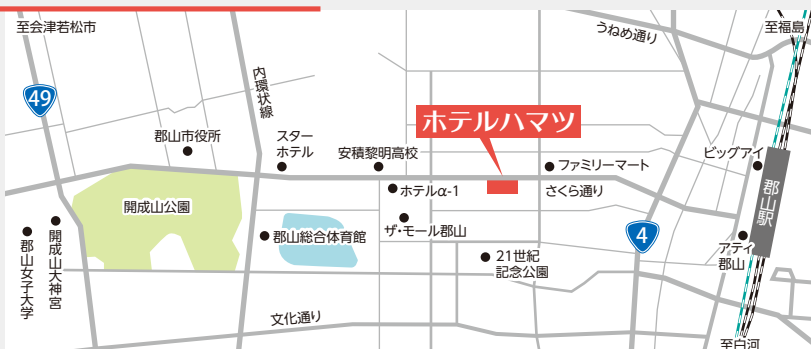 至会津若松市
うねめ通り
至福島
49
内環状線
ホテルハマツ
郡山市役所
スター
ホテル
安積黎明高校
ファミリーマート
ビッグアイ
ホテルα-1
さくら通り
郡山駅
開成山公園
ザ・モール郡山
郡山総合体育館
4
開成山大神宮
郡山女子大学
21世紀
記念公園
アティ
郡山
文化通り
至白河